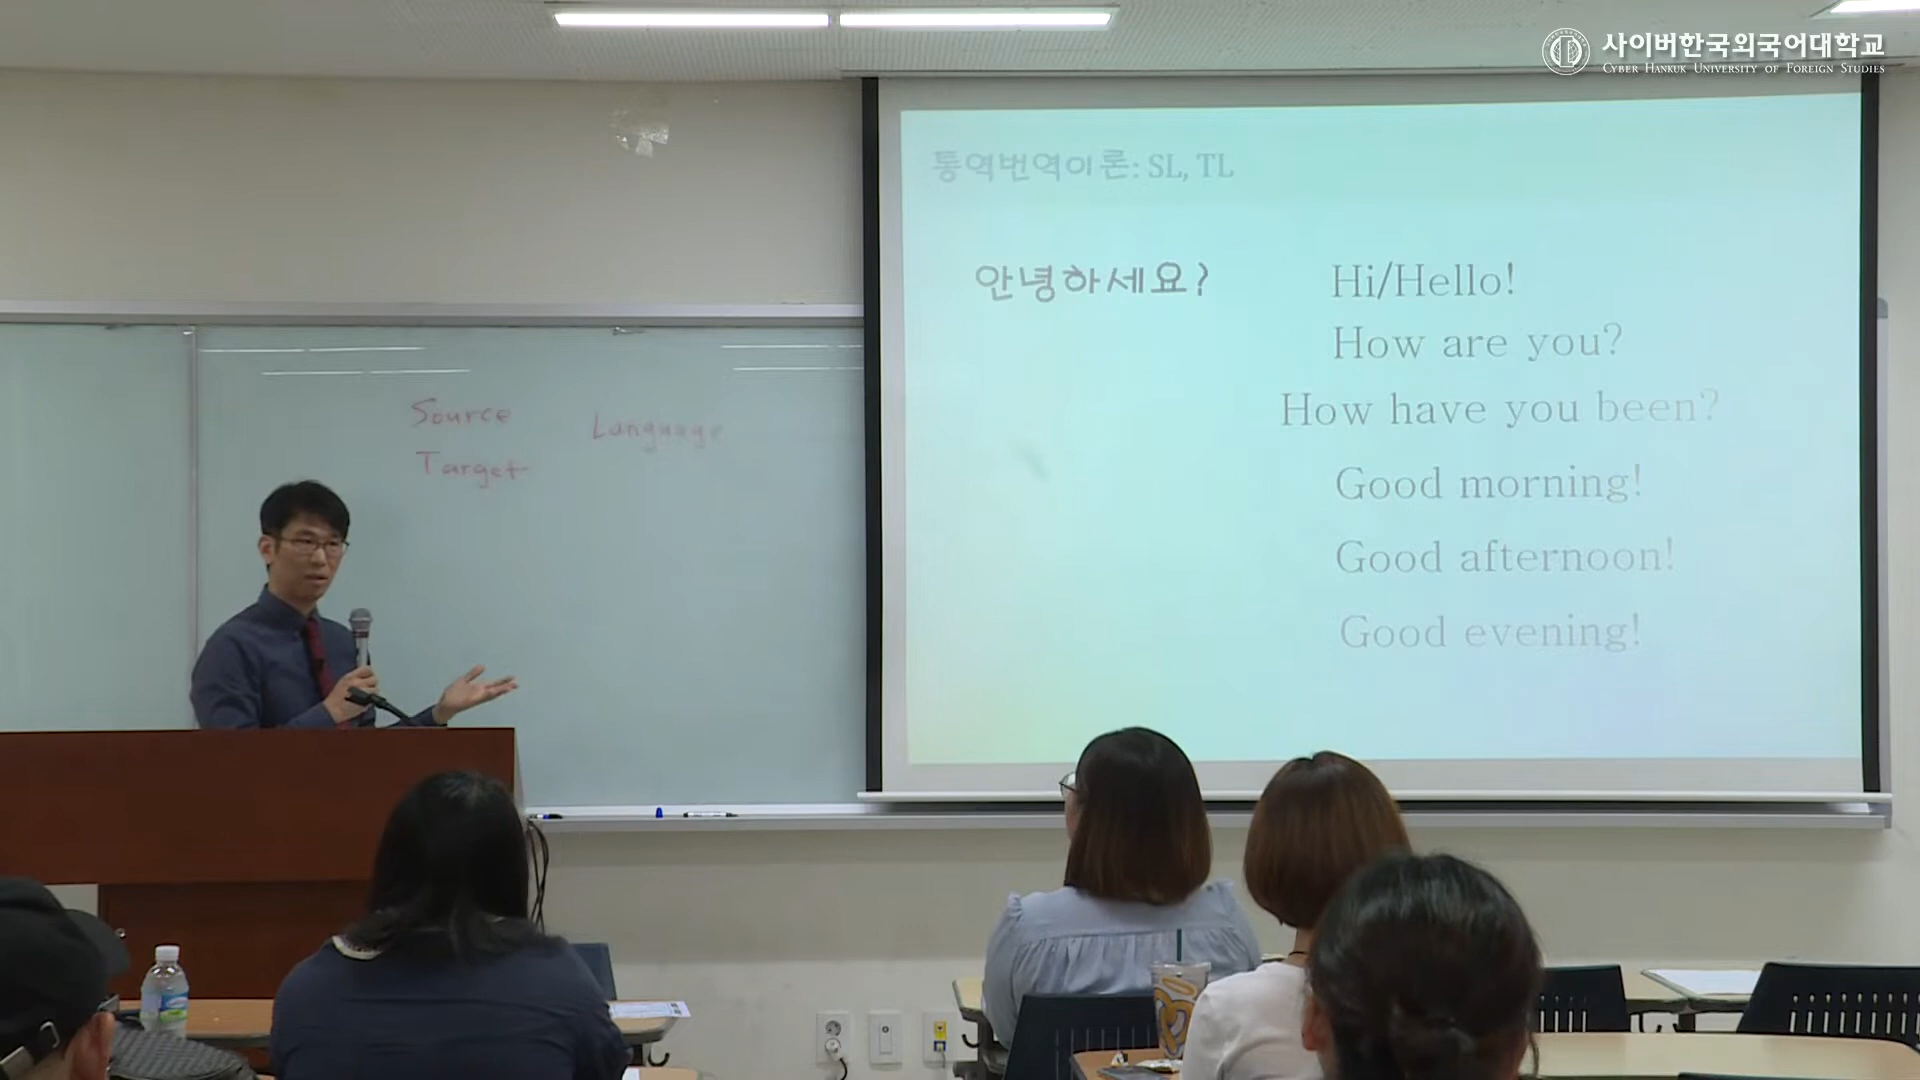 사이버한국외국어대학교
CYBER HANKUK UNIVERSITY OF FOREIGN STUDIES
통역번역이론: SL, TL
안녕하세요?
Hi/Hello!
How are you?
How have you been?
Good morning!
Good afternoon!
Good evening!
Source
Language
Target